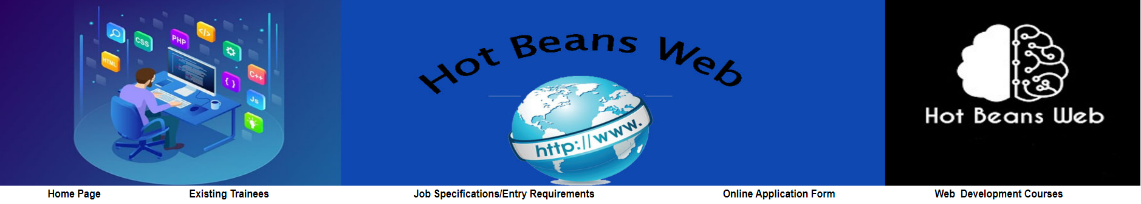 Hot Beans Web
http://www.
HTML
CSS
PHP
</>
{ }
C++
Js
Hot Beans Web
Home Page
Existing Trainees
Job Specifications/Entry Requirements
Online Application Form
Web Development Courses